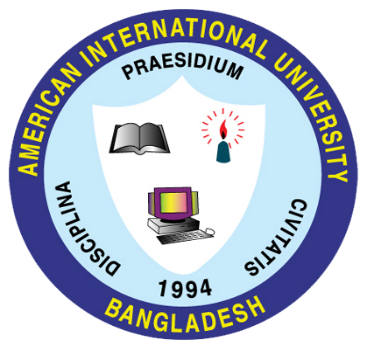 AMERICAN INTERNATIONAL UNIVERSITY
PRAESIDIUM
DISCIPLINA
CIVITATIS
1994
BANGLADESH